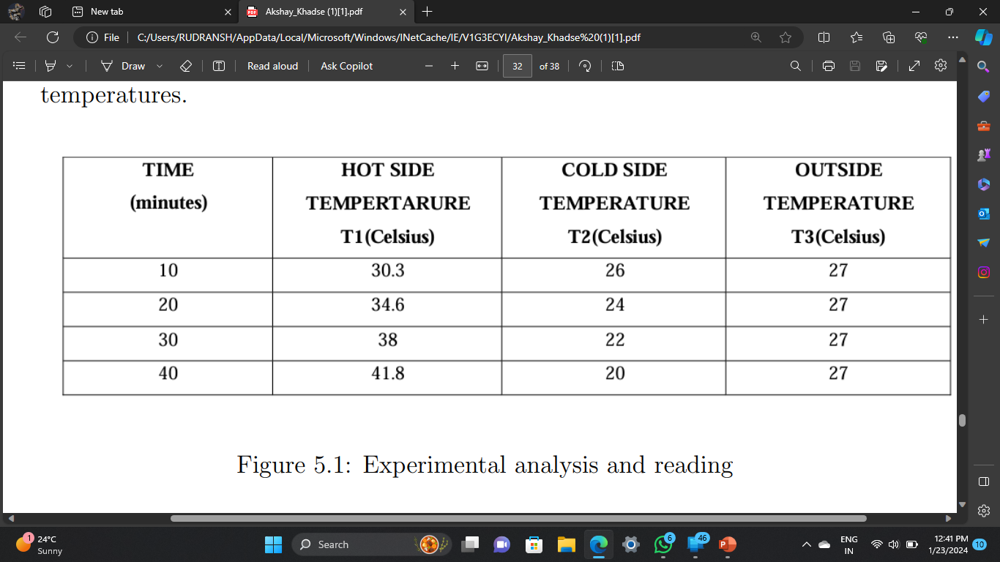 New tab
Akshay_Khadse (1)[1].pdf
File
C:/Users/RUDRANSH/AppData/Local/Microsoft/Windows/INetCache/IE/V1G3ECYI/Akshay_Khadse%20(1)[1].pdf
Draw
Read aloud
Ask Copilot
32 of 38
temperatures.
TIME HOT SIDE COLD SIDE OUTSIDE
(minutes) TEMPERTARURE TEMPERATURE TEMPERATURE
T1(Celsius) T2(Celsius) T3(Celsius)
10 30.3 26 27
20 34.6 24 27
30 38 22 27
40 41.8 20 27
Figure 5.1: Experimental analysis and reading
1
24°C
Sunny
Search
6
46
ENG
IN
12:41 PM
1/23/2024
10